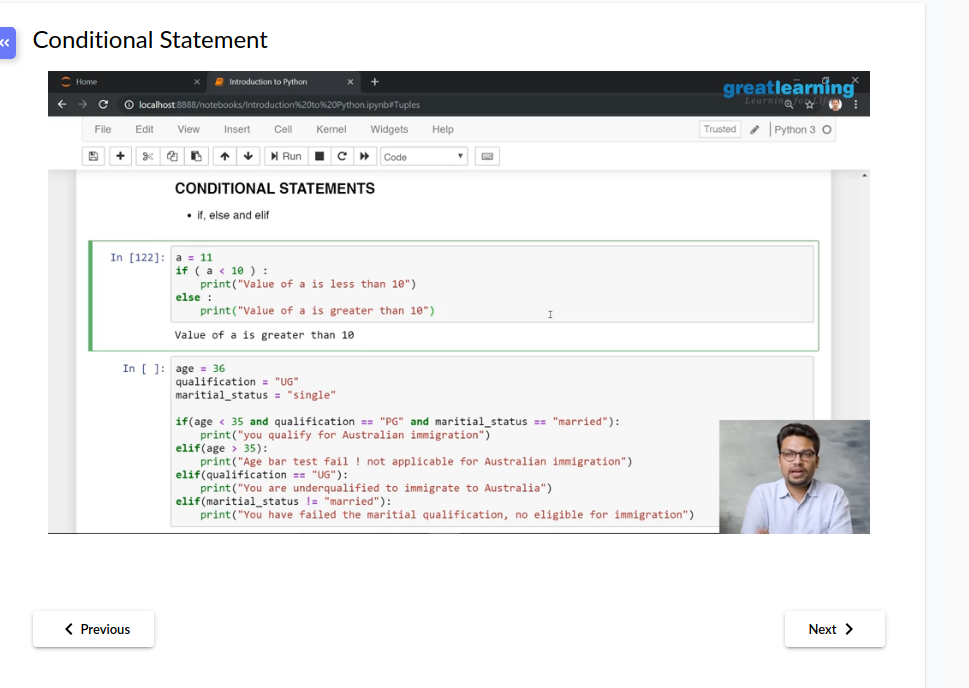 Conditional Statement
Home
Introduction to Python
greatlearning
Learning for Life
localhost:8888/notebooks/Introduction%20to%20Python.ipynb#Tuples
File Edit View Insert Cell Kernel Widgets Help
Trusted Python 3
Run Code
CONDITIONAL STATEMENTS
• if, else and elif
In [122]: a = 11
if ( a < 10 ) :
print("Value of a is less than 10")
else :
print("Value of a is greater than 10")
Value of a is greater than 10
In [ ]: age = 36
qualification = "UG"
maritial_status = "single"
if(age < 35 and qualification == "PG" and maritial_status == "married"):
print("you qualify for Australian immigration")
elif(age > 35):
print("Age bar test fail ! not applicable for Australian immigration")
elif(qualification == "UG"):
print("You are underqualified to immigrate to Australia")
elif(maritial_status != "married"):
print("You have failed the maritial qualification, no eligible for immigration")
Previous
Next